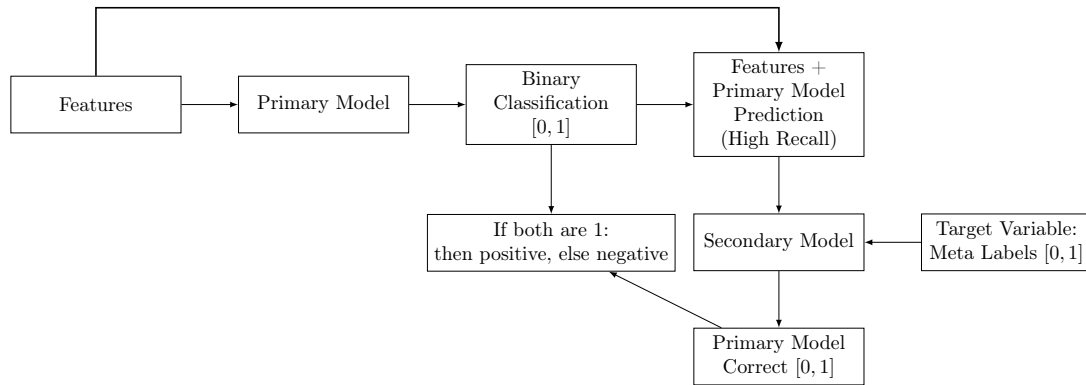 Features
Primary Model
Binary
Classification
[0, 1]
Features +
Primary Model
Prediction
(High Recall)
If both are 1:
then positive, else negative
Secondary Model
Target Variable:
Meta Labels [0, 1]
Primary Model
Correct [0, 1]